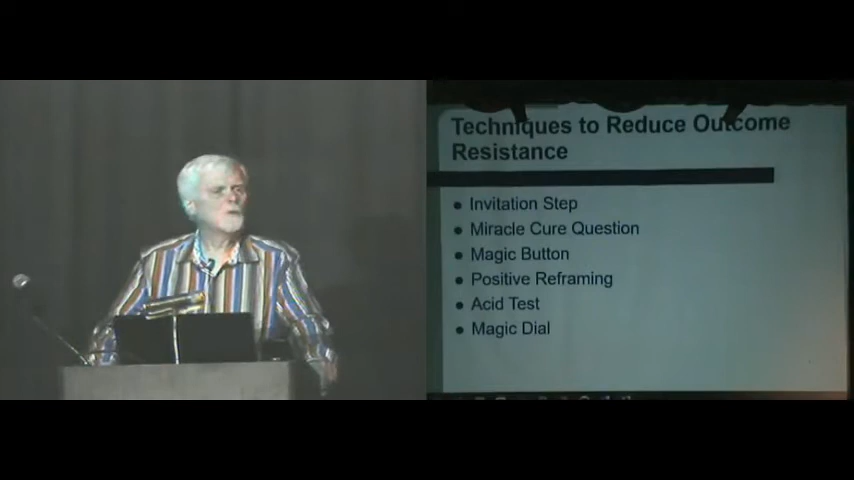 Techniques to Reduce Outcome
Resistance
Invitation Step
Miracle Cure Question
Magic Button
Positive Reframing
Acid Test
Magic Dial